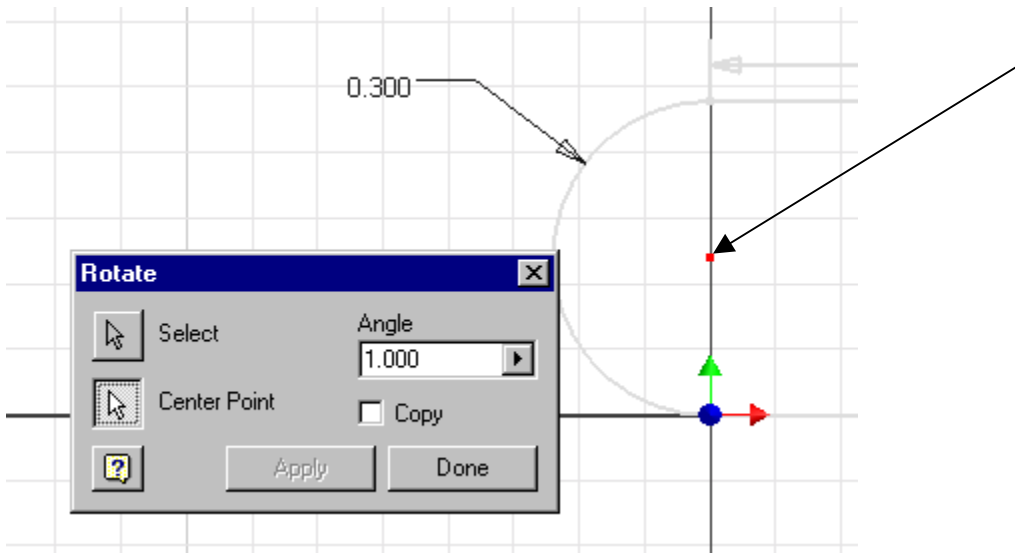 0.300
Rotate
Select
Angle
1.000
Center Point
Copy
?
Apply
Done